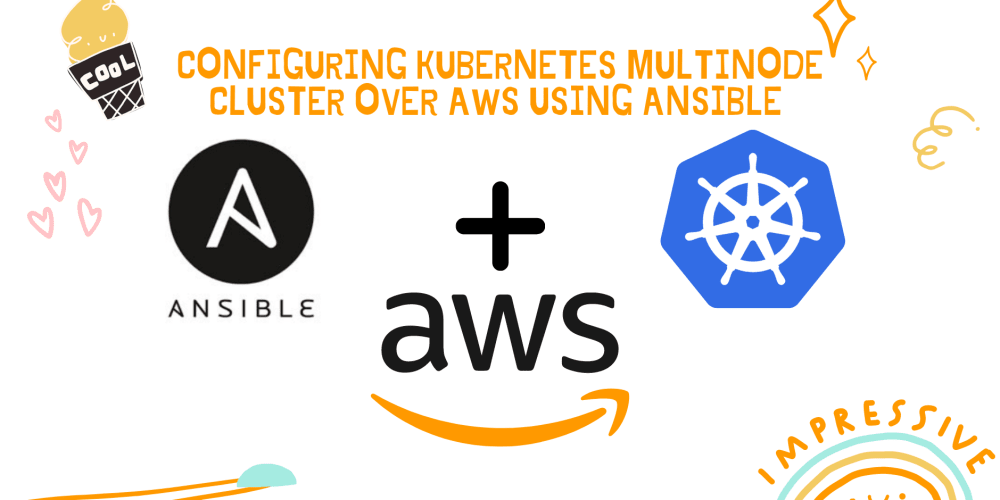 COOL
CONFIGURING KUBERNETES MULTINODE
CLUSTER OVER AWS USING ANSIBLE
ANSIBLE
aws
IMPRESSIVE